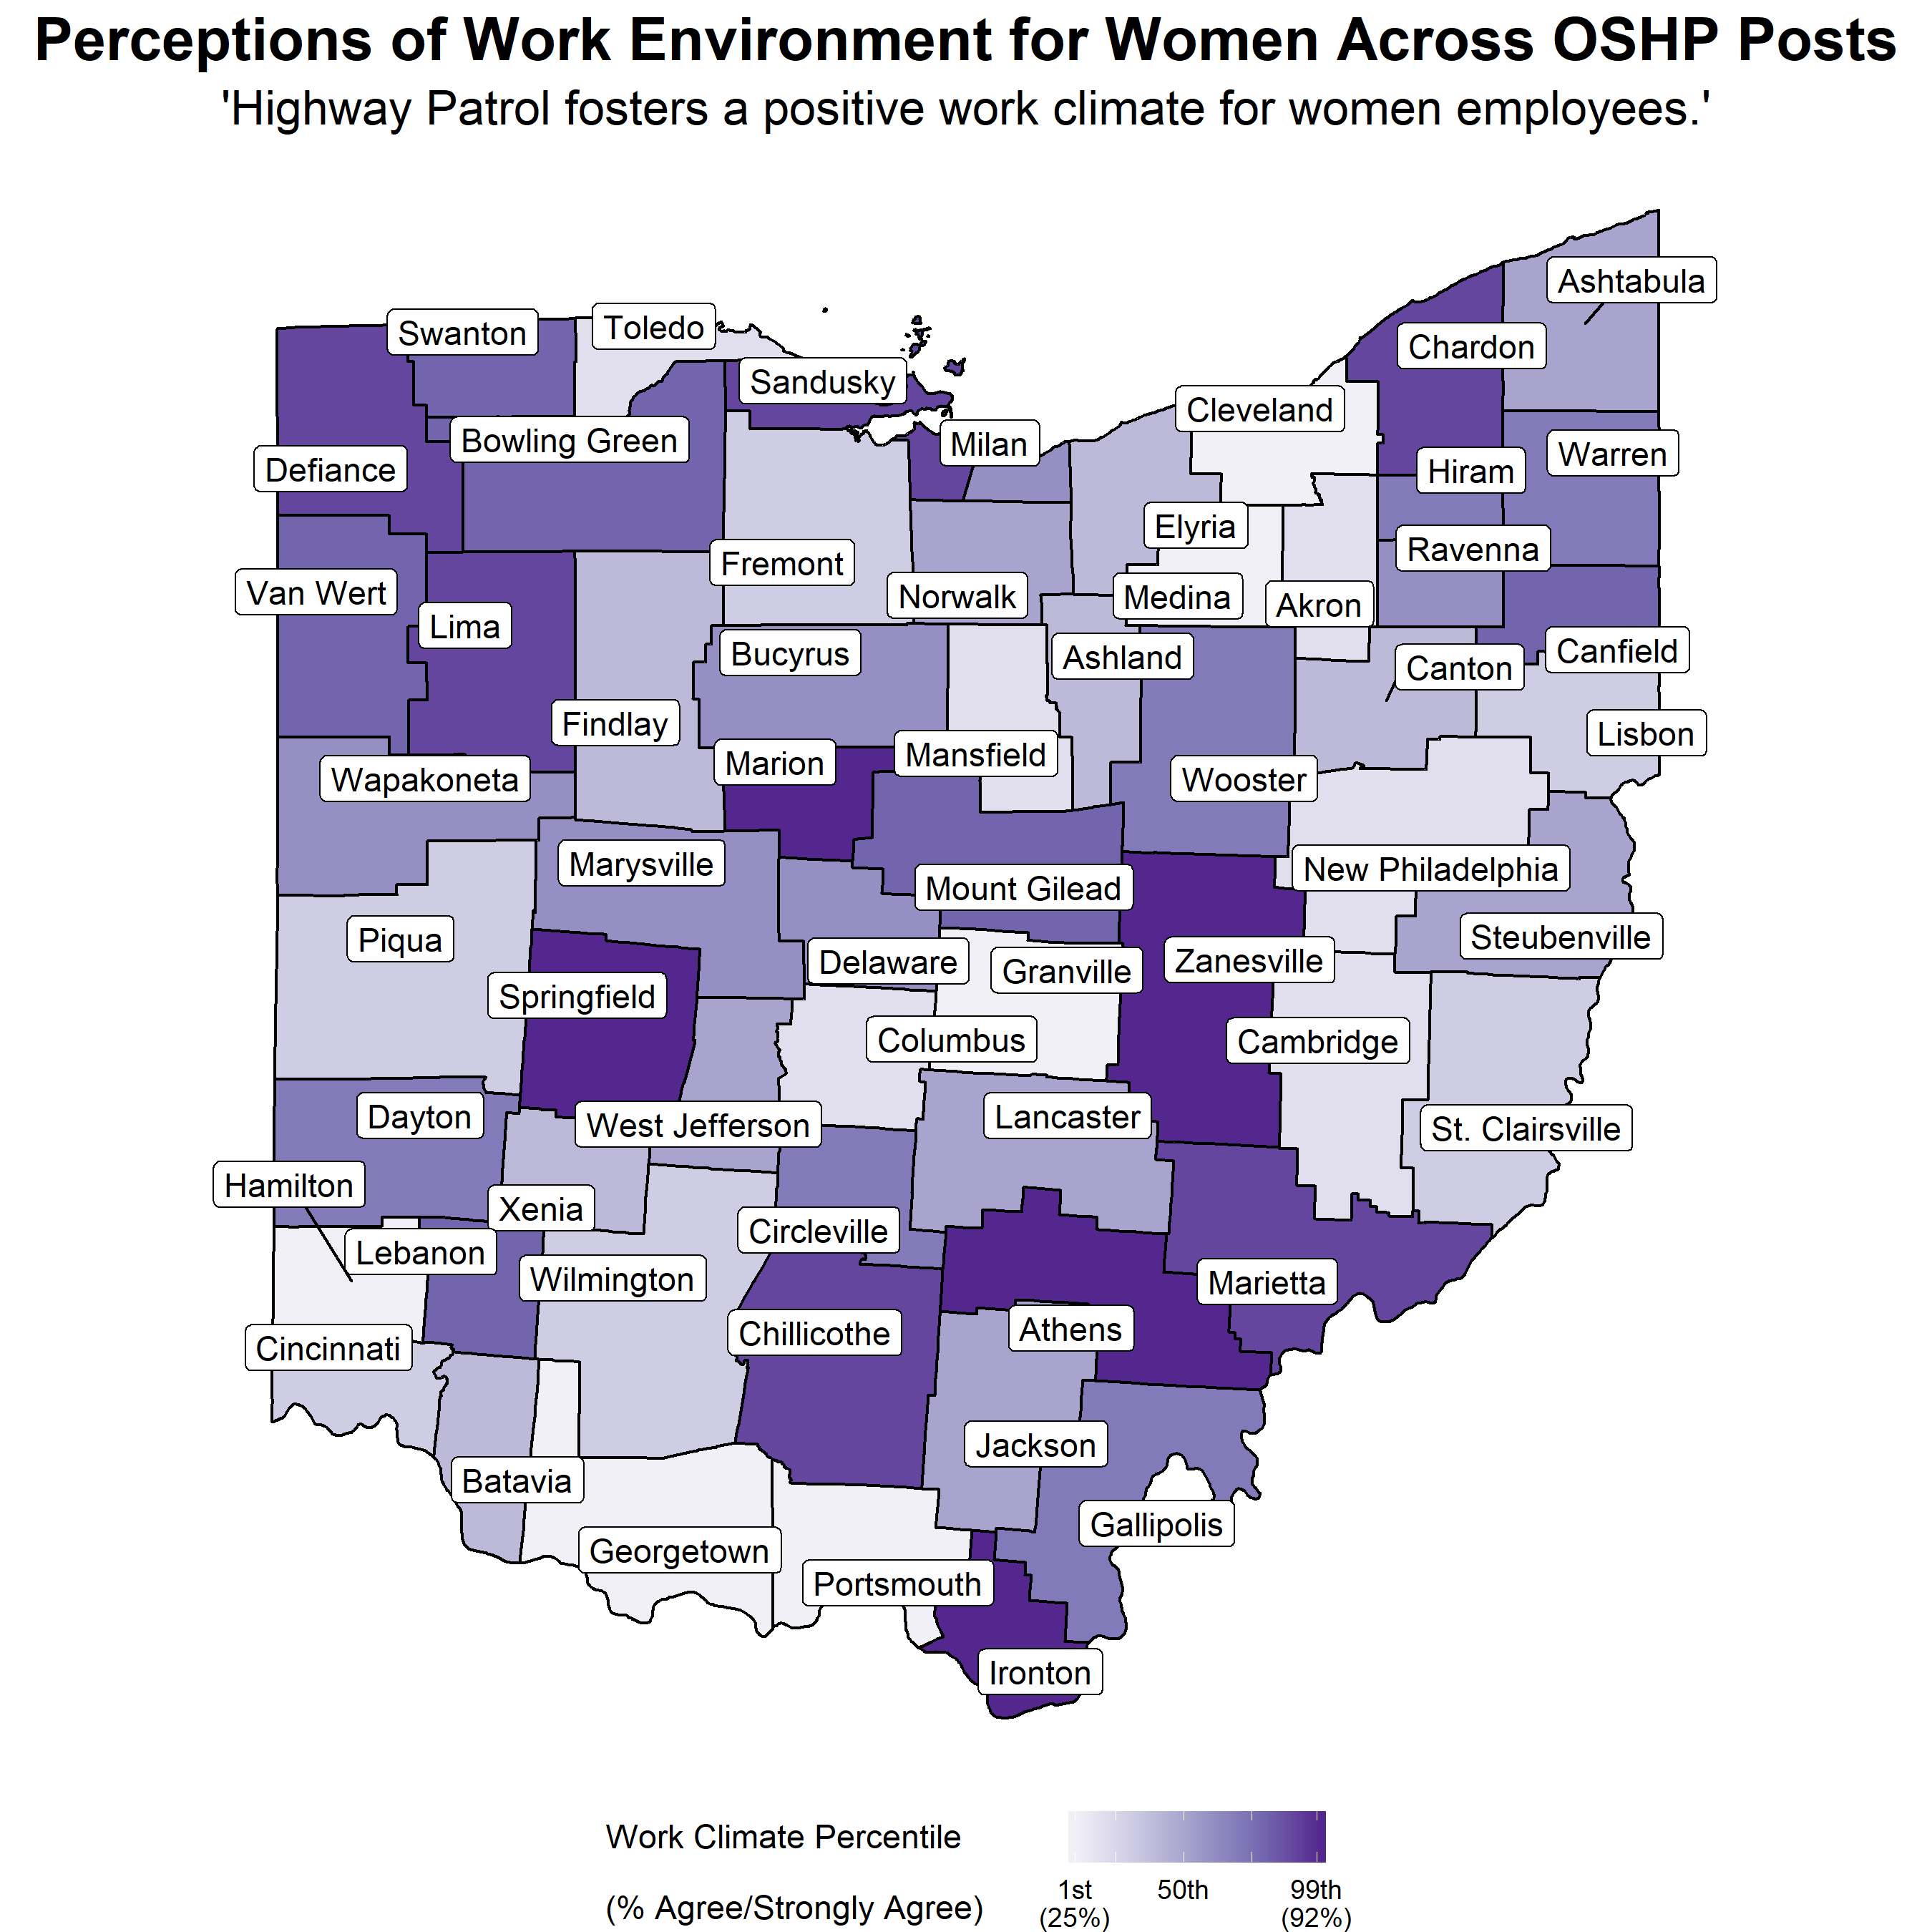 Perceptions of Work Environment for Women Across OSHP Posts
'Highway Patrol fosters a positive work climate for women employees.'
Ashtabula
Swanton
Toledo
Chardon
Sandusky
Cleveland
Bowling Green
Milan
Warren
Defiance
Hiram
Elyria
Ravenna
Fremont
Van Wert
Norwalk
Medina
Akron
Lima
Bucyrus
Ashland
Canton
Canfield
Findlay
Lisbon
Marion
Mansfield
Wapakoneta
Wooster
Marysville
New Philadelphia
Mount Gilead
Piqua
Steubenville
Delaware
Granville
Zanesville
Springfield
Columbus
Cambridge
Dayton
Lancaster
West Jefferson
St. Clairsville
Hamilton
Xenia
Circleville
Lebanon
Wilmington
Marietta
Chillicothe
Athens
Cincinnati
Jackson
Batavia
Gallipolis
Georgetown
Portsmouth
Ironton
Work Climate Percentile
(% Agree/Strongly Agree)
1st 50th 99th
(25%) (92%)